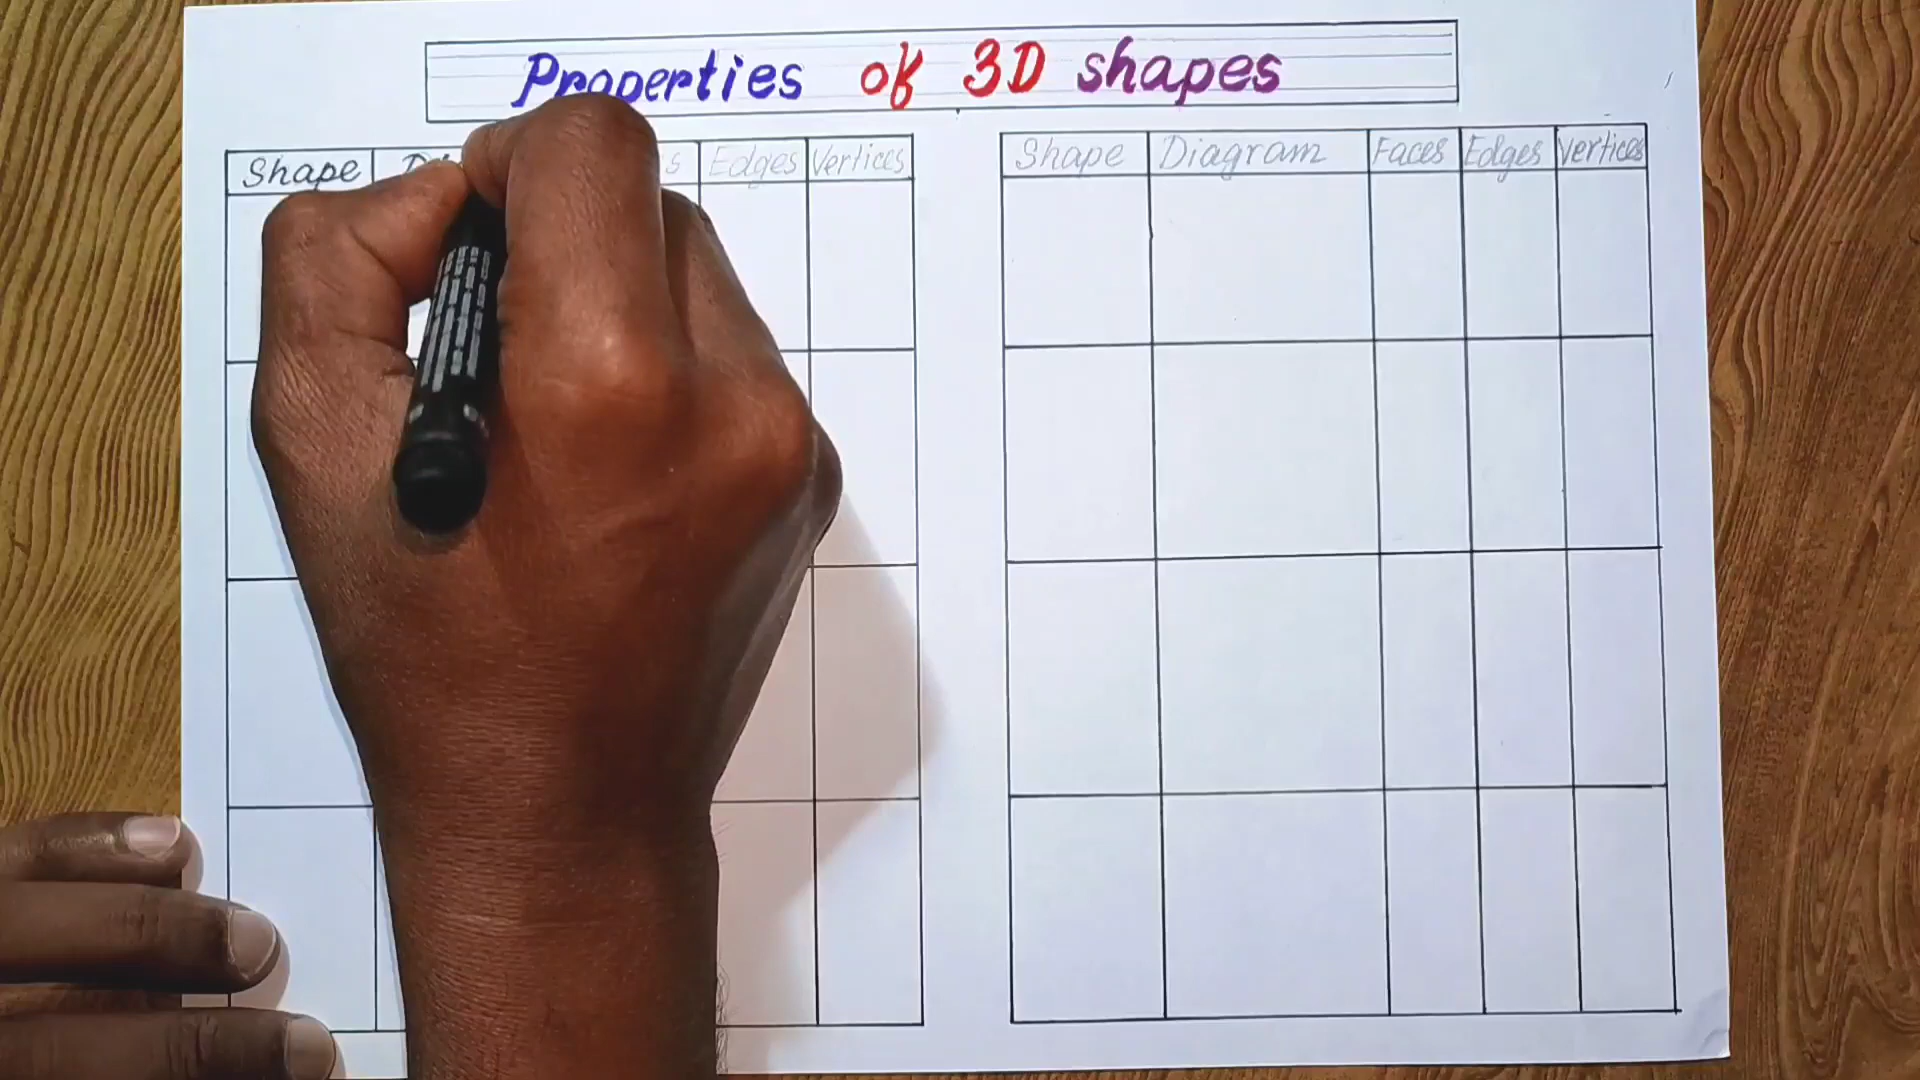 Properties of 3D shapes
Shape Edges Vertices
Shape Diagram Faces Edges Vertices